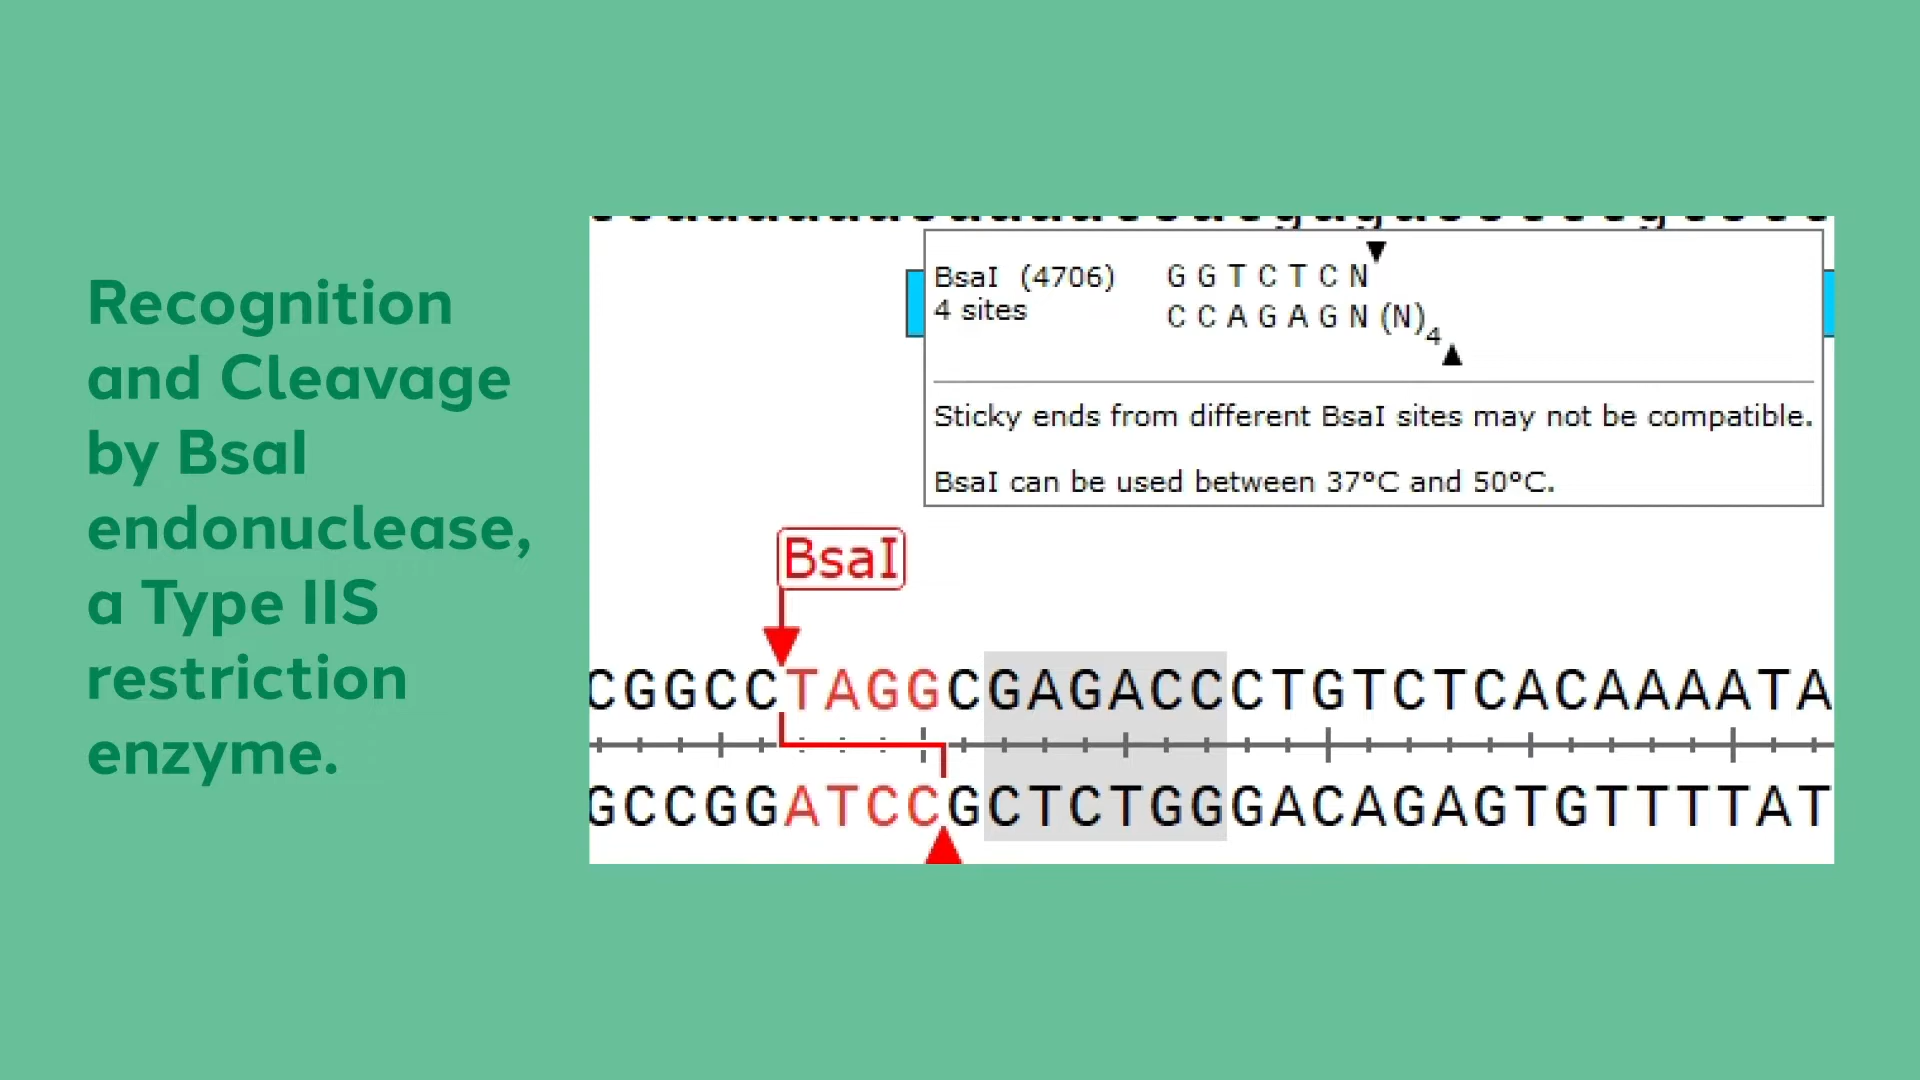 Recognition
and Cleavage
by BsaI
endonuclease,
a Type IIS
restriction
enzyme.
BsaI (4706) G G T C T C N
4 sites C C A G A G N (N)4
Sticky ends from different BsaI sites may not be compatible.
BsaI can be used between 37°C and 50°C.
BsaI
CGGCCTAGGCGAGACCCTGTCTCACAAAATA
GCCGGATCCGCTCTGGGACAGAGTGTTTTAT